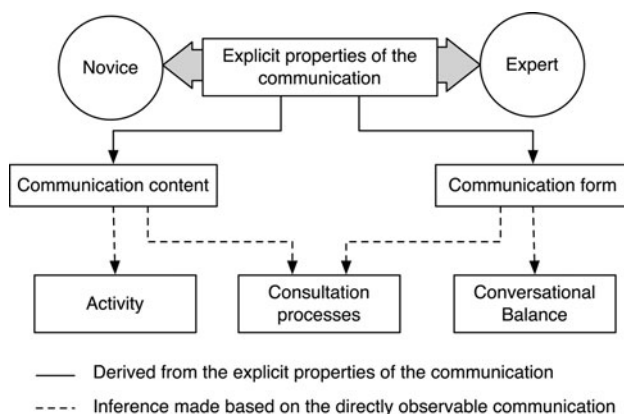 Novice
Explicit properties of the
communication
Expert
Communication content
Communication form
Activity
Consultation
processes
Conversational
Balance
Derived from the explicit properties of the communication
Inference made based on the directly observable communication